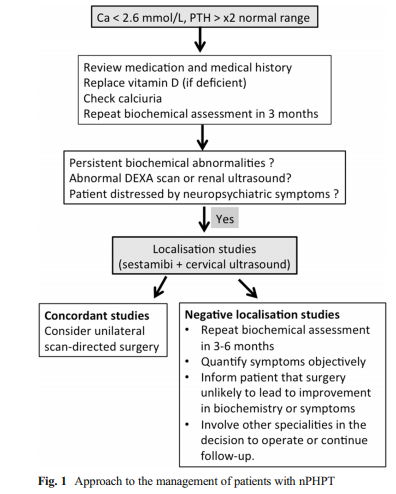 Ca < 2.6 mmol/L, PTH > x2 normal range
Review medication and medical history
Replace vitamin D (if deficient)
Check calciuria
Repeat biochemical assessment in 3 months
Persistent biochemical abnormalities ?
Abnormal DEXA scan or renal ultrasound?
Patient distressed by neuropsychiatric symptoms ?
Yes
Localisation studies
(sestamibi + cervical ultrasound)
Concordant studies
Consider unilateral
scan-directed surgery
Negative localisation studies
• Repeat biochemical assessment
in 3-6 months
• Quantify symptoms objectively
• Inform patient that surgery
unlikely to lead to improvement
in biochemistry or symptoms
• Involve other specialities in the
decision to operate or continue
follow-up.
Fig. 1 Approach to the management of patients with nPHPT